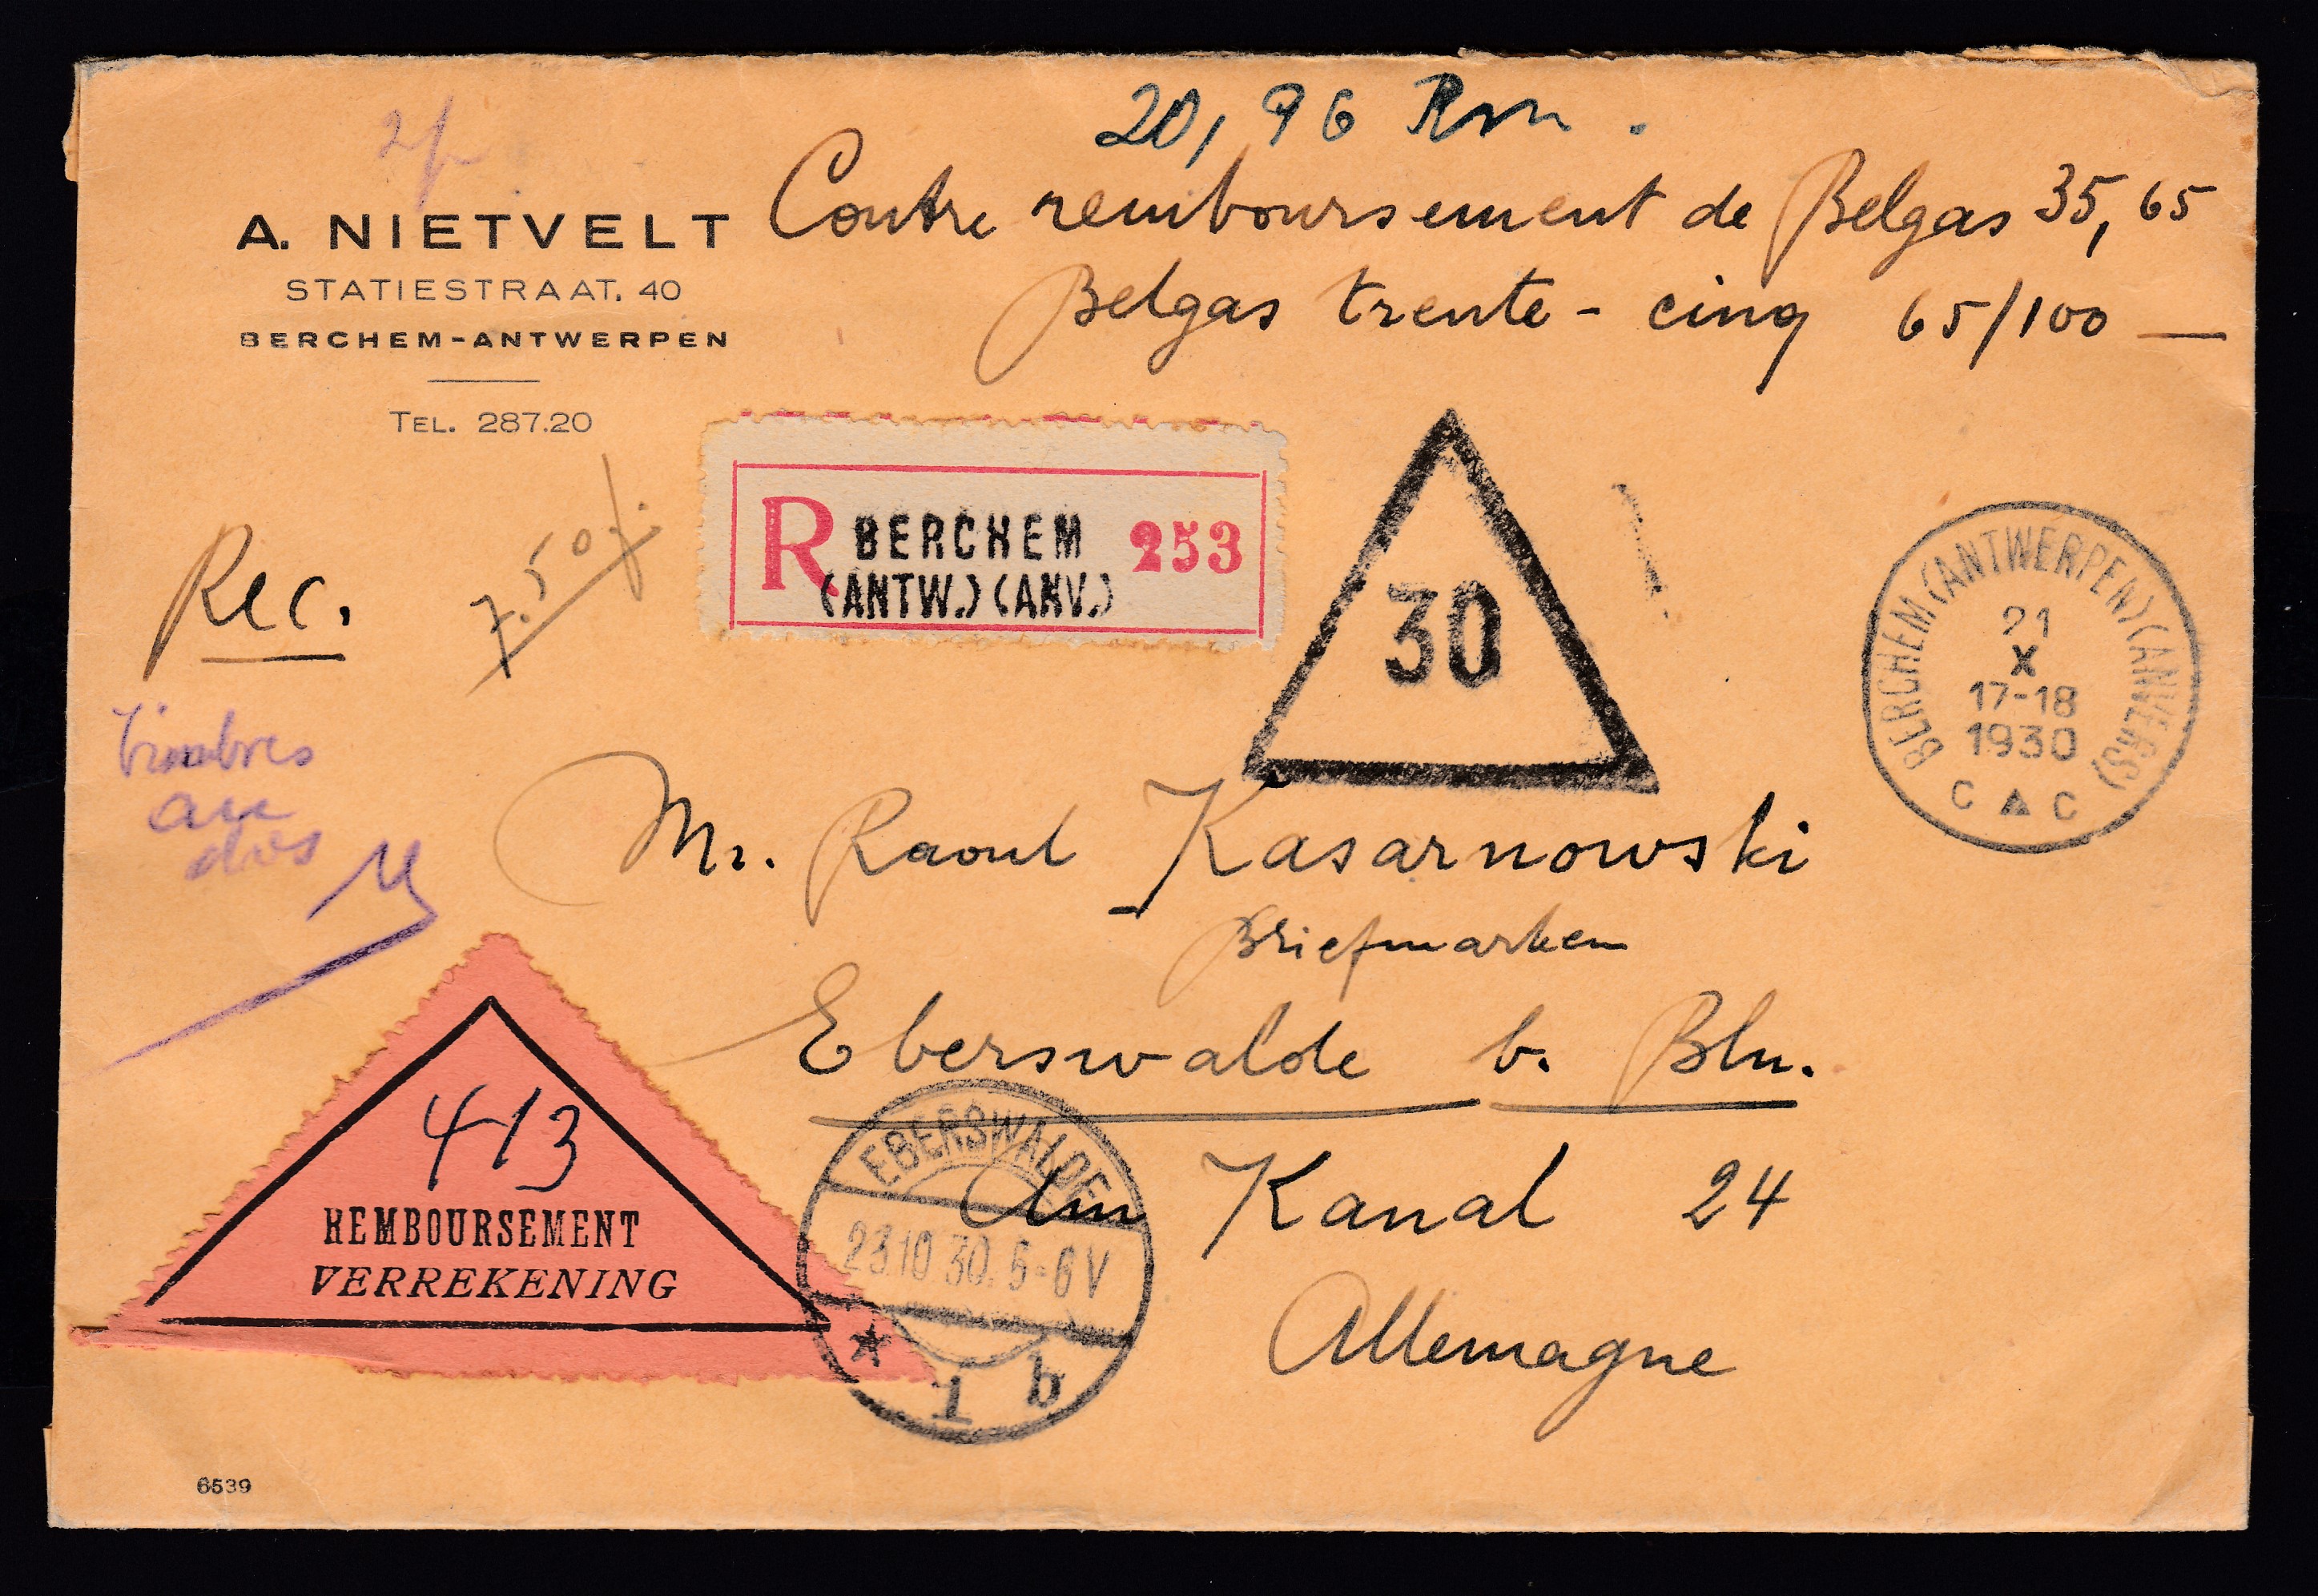 20,96 Rm.
Contre remboursement de Belgas 35,65
Belgas trente-cinq 65/100 —
A. NIETVELT
STATIESTRAAT, 40
BERCHEM-ANTWERPEN
TEL. 287.20
R BERCHEM 253
(ANTW.) (ANV.)
30
BERCHEM (ANTWERPEN) (ANVERS)
21
X
17-18
1930
C C
Rec.
7.50 f.
timbres
au
dos
Mr. Raoul Kasarnowski
Briefmarken
Eberswalde b. Bln.
Am Kanal 24
Allemagne
413
REMBOURSEMENT
VERREKENING
EBERSWALDE
23.10.30. 5-6 V
* 1 b
6539